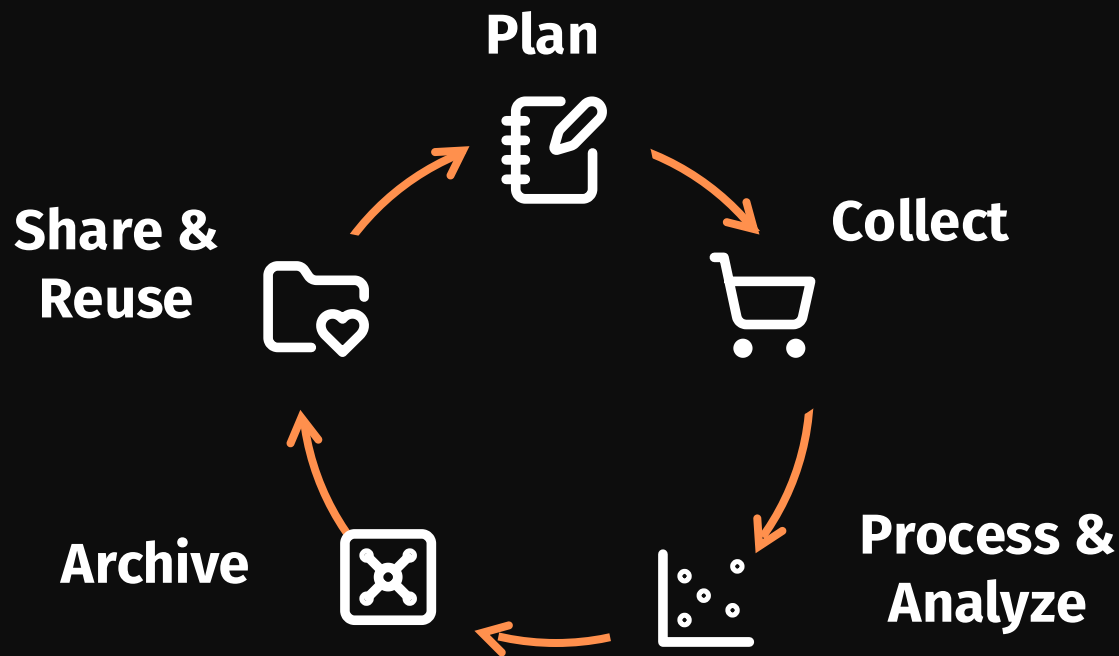 Plan
Collect
Process &
Analyze
Archive
Share &
Reuse